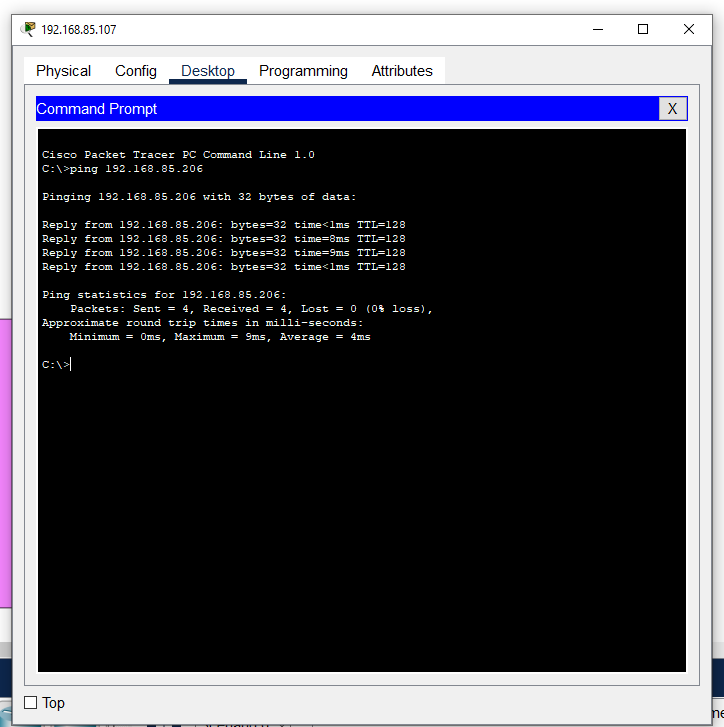 192.168.85.107
Physical Config Desktop Programming Attributes
Command Prompt X
Cisco Packet Tracer PC Command Line 1.0
C:\>ping 192.168.85.206
Pinging 192.168.85.206 with 32 bytes of data:
Reply from 192.168.85.206: bytes=32 time<1ms TTL=128
Reply from 192.168.85.206: bytes=32 time=8ms TTL=128
Reply from 192.168.85.206: bytes=32 time=9ms TTL=128
Reply from 192.168.85.206: bytes=32 time<1ms TTL=128
Ping statistics for 192.168.85.206:
Packets: Sent = 4, Received = 4, Lost = 0 (0% loss),
Approximate round trip times in milli-seconds:
Minimum = 0ms, Maximum = 9ms, Average = 4ms
C:\>
Top